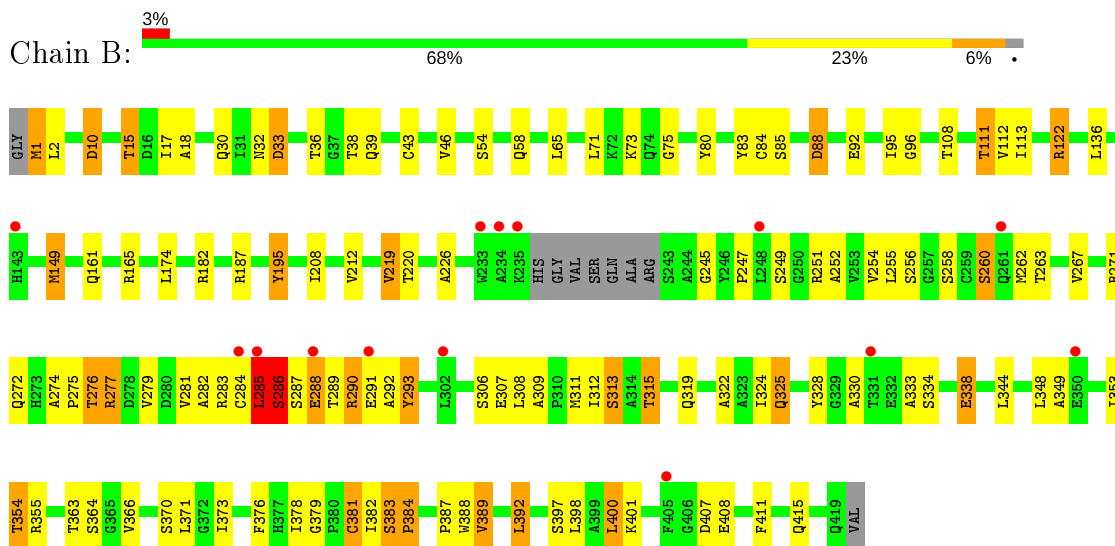 3%
Chain B:
68% 23% 6% •
GLY M1 L2 D10 T15 D16 I17 A18 Q30 I31 N32 D33 T36 G37 T38 Q39 C43 V46 S54 Q58 L65 L71 K72 K73 Q74 G75 Y80 Y83 C84 S85 D88 E92 I95 G96 T108 T111 V112 I113 R122 L136
H143 M149 Q161 R165 L174 R182 R187 Y195 I208 V212 V219 T220 A226 W233 A234 K235 HIS GLY VAL SER GLN ALA ARG S243 A244 G245 Y246 P247 L248 S249 G250 R251 A252 V253 V254 L255 S256 G257 S258 C259 S260 Q261 M262 T263 V267 R271
Q272 H273 A274 P275 T276 R277 D278 V279 D280 V281 A282 R283 C284 L285 S286 S287 E288 T289 R290 E291 A292 Y293 L302 S306 E307 L308 A309 P310 M311 I312 S313 A314 T315 Q319 A322 A323 I324 Q325 Y328 G329 A330 T331 E332 A333 S334 E338 L344 L348 A349 E350 I353
T354 R355 T363 S364 G365 V366 S370 L371 G372 I373 F376 H377 I378 G379 P380 C381 I382 S383 P384 P387 W388 V389 L392 S397 L398 A399 L400 K401 F405 G406 D407 E408 F411 Q415 Q419 VAL